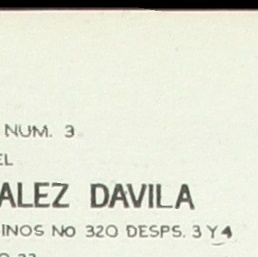 NUM. 3
EL
ALEZ DAVILA
INOS No 320 DESPS. 3 Y 4